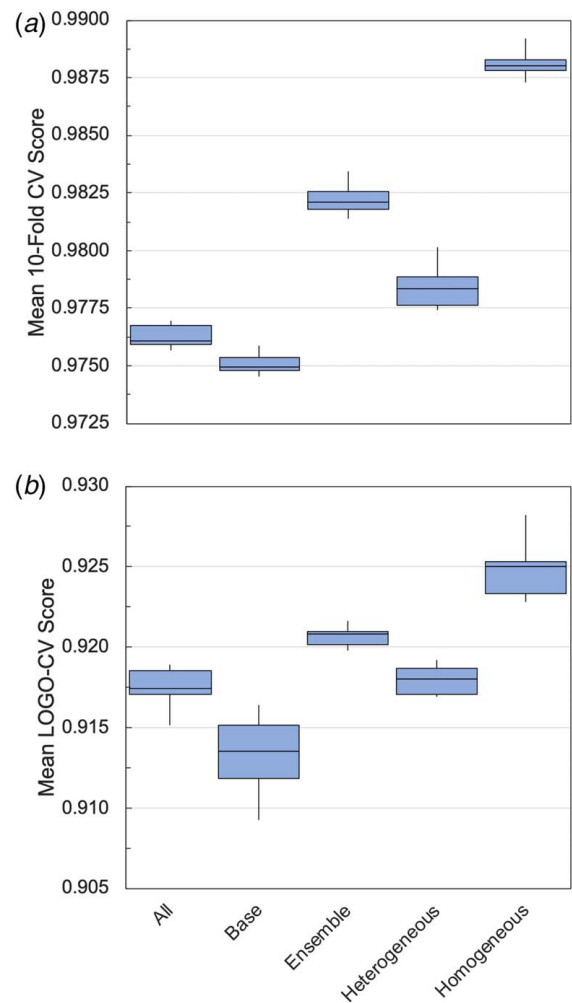 (a)
Mean 10-Fold CV Score
0.9900
0.9875
0.9850
0.9825
0.9800
0.9775
0.9750
0.9725
(b)
Mean LOGO-CV Score
0.930
0.925
0.920
0.915
0.910
0.905
All
Base
Ensemble
Heterogeneous
Homogeneous